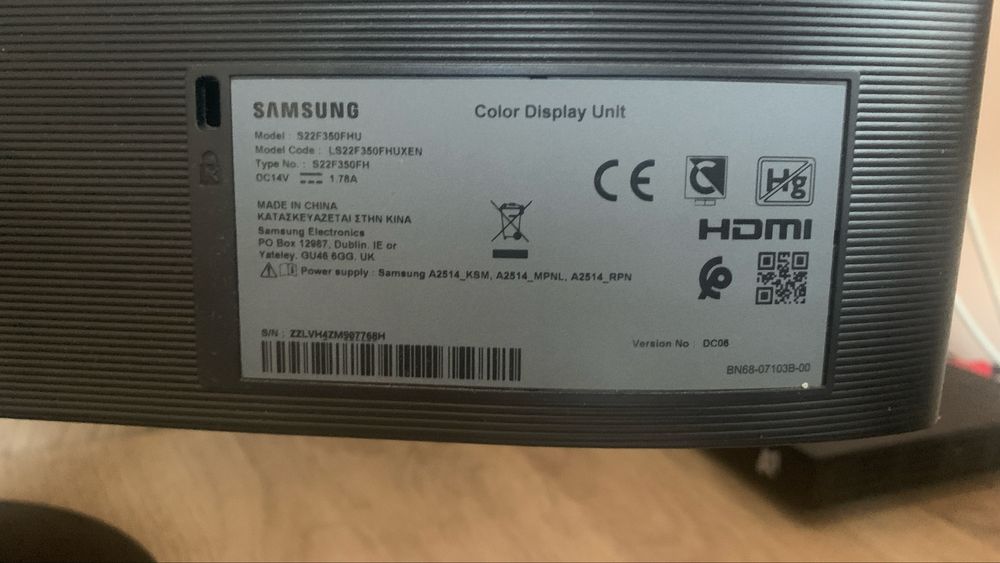 SAMSUNG
Color Display Unit
Model : S22F350FHU
Model Code : LS22F350FHUXEN
Type No. : S22F350FH
DC14V ⎓ 1.78A
MADE IN CHINA
ΚΑΤΑΣΚΕΥΑΖΕΤΑΙ ΣΤΗΝ ΚΙΝΑ
Samsung Electronics
PO Box 12987, Dublin. IE or
Yateley, GU46 6GG. UK
Power supply : Samsung A2514_KSM, A2514_MPNL, A2514_RPN
CE
Hg
HDMI
S/N : ZZLVH4ZM907768H
Version No : DC06
BN68-07103B-00